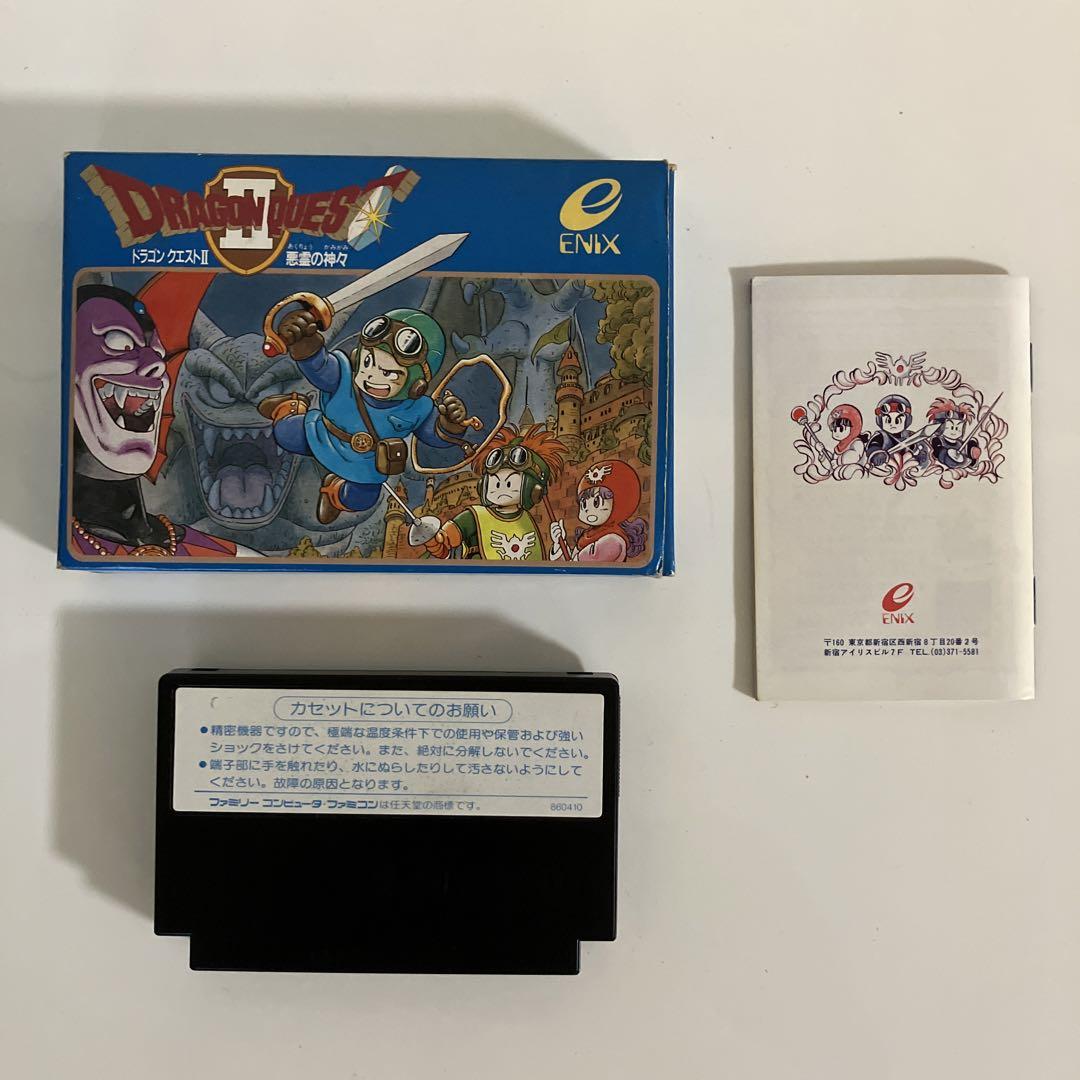 DRAGON QUEST
II
ドラゴンクエストII
悪霊の神々
あくりょう かみがみ
e
ENIX
e
ENIX
〒160 東京都新宿区西新宿8丁目20番2号
新宿アイリスビル7F TEL.(03)371-5581
カセットについてのお願い
●精密機器ですので、極端な温度条件下での使用や保管および強い
ショックをさけてください。また、絶対に分解しないでください。
●端子部に手を触れたり、水にぬらしたりして汚さないようにして
ください。故障の原因となります。
ファミリーコンピュータ・ファミコンは任天堂の商標です。
860410